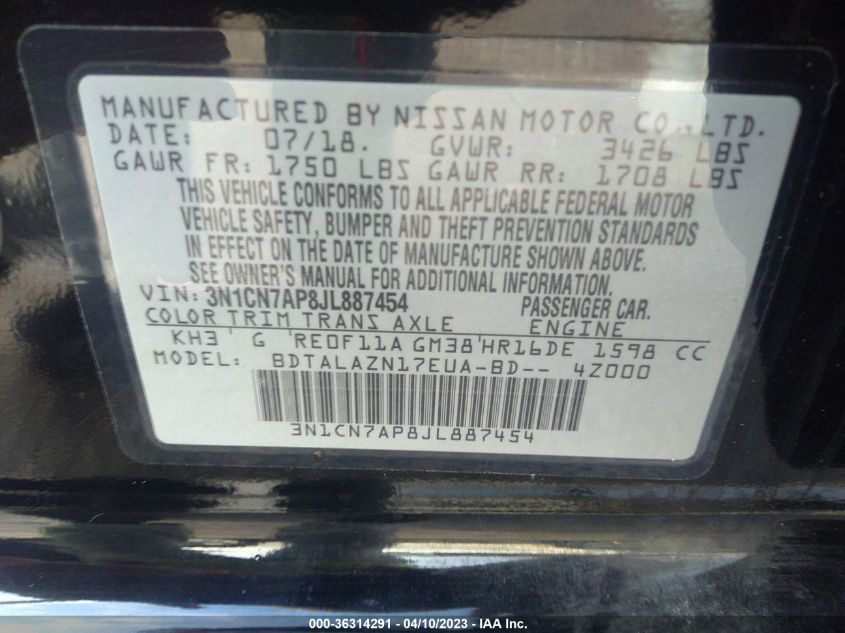 MANUFACTURED BY NISSAN MOTOR CO., LTD.
DATE: 07/18. GVWR: 3426 LBS
GAWR FR: 1750 LBS GAWR RR: 1708 LBS
THIS VEHICLE CONFORMS TO ALL APPLICABLE FEDERAL MOTOR
VEHICLE SAFETY, BUMPER AND THEFT PREVENTION STANDARDS
IN EFFECT ON THE DATE OF MANUFACTURE SHOWN ABOVE.
SEE OWNER'S MANUAL FOR ADDITIONAL INFORMATION.
VIN: 3N1CN7AP8JL887454 PASSENGER CAR.
COLOR TRIM TRANS AXLE ENGINE
KH3 ' G 'RE0F11A GM38'HR16DE 1598 CC
MODEL: BDTALAZN17EUA-BD-- 4Z000
3N1CN7AP8JL887454
000-36314291 - 04/10/2023 - IAA Inc.